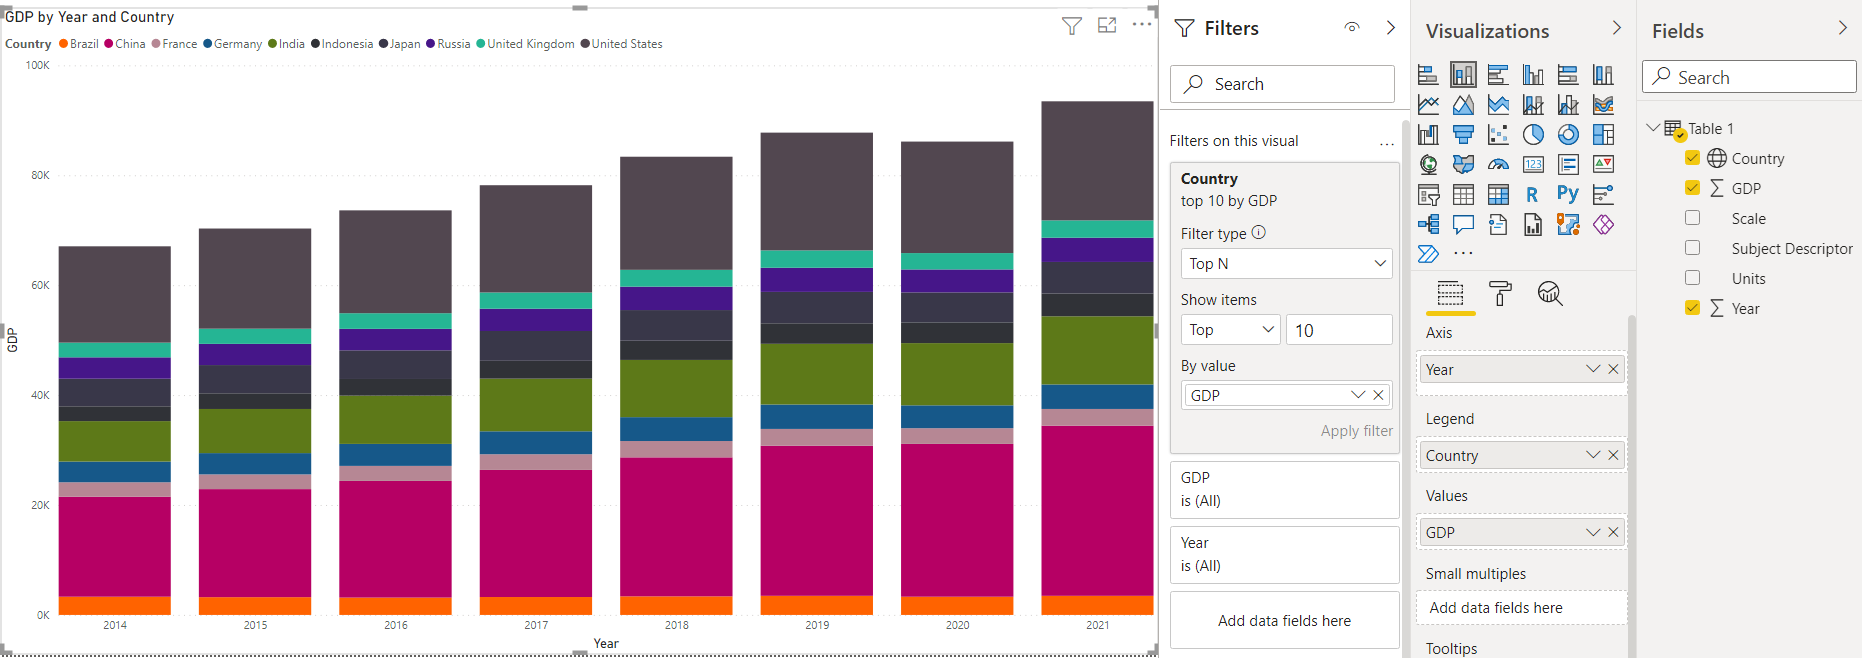 GDP by Year and Country
Country Brazil China France Germany India Indonesia Japan Russia United Kingdom United States
100K
80K
60K
40K
20K
0K
GDP
2014 2015 2016 2017 2018 2019 2020 2021
Year
Filters
Search
Filters on this visual
...
Country
top 10 by GDP
Filter type
Top N
Show items
Top 10
By value
GDP
Apply filter
GDP
is (All)
Year
is (All)
Add data fields here
Visualizations
123
R Py
...
Axis
Year
Legend
Country
Values
GDP
Small multiples
Add data fields here
Tooltips
Fields
Search
Table 1
Country
GDP
Scale
Subject Descriptor
Units
Year